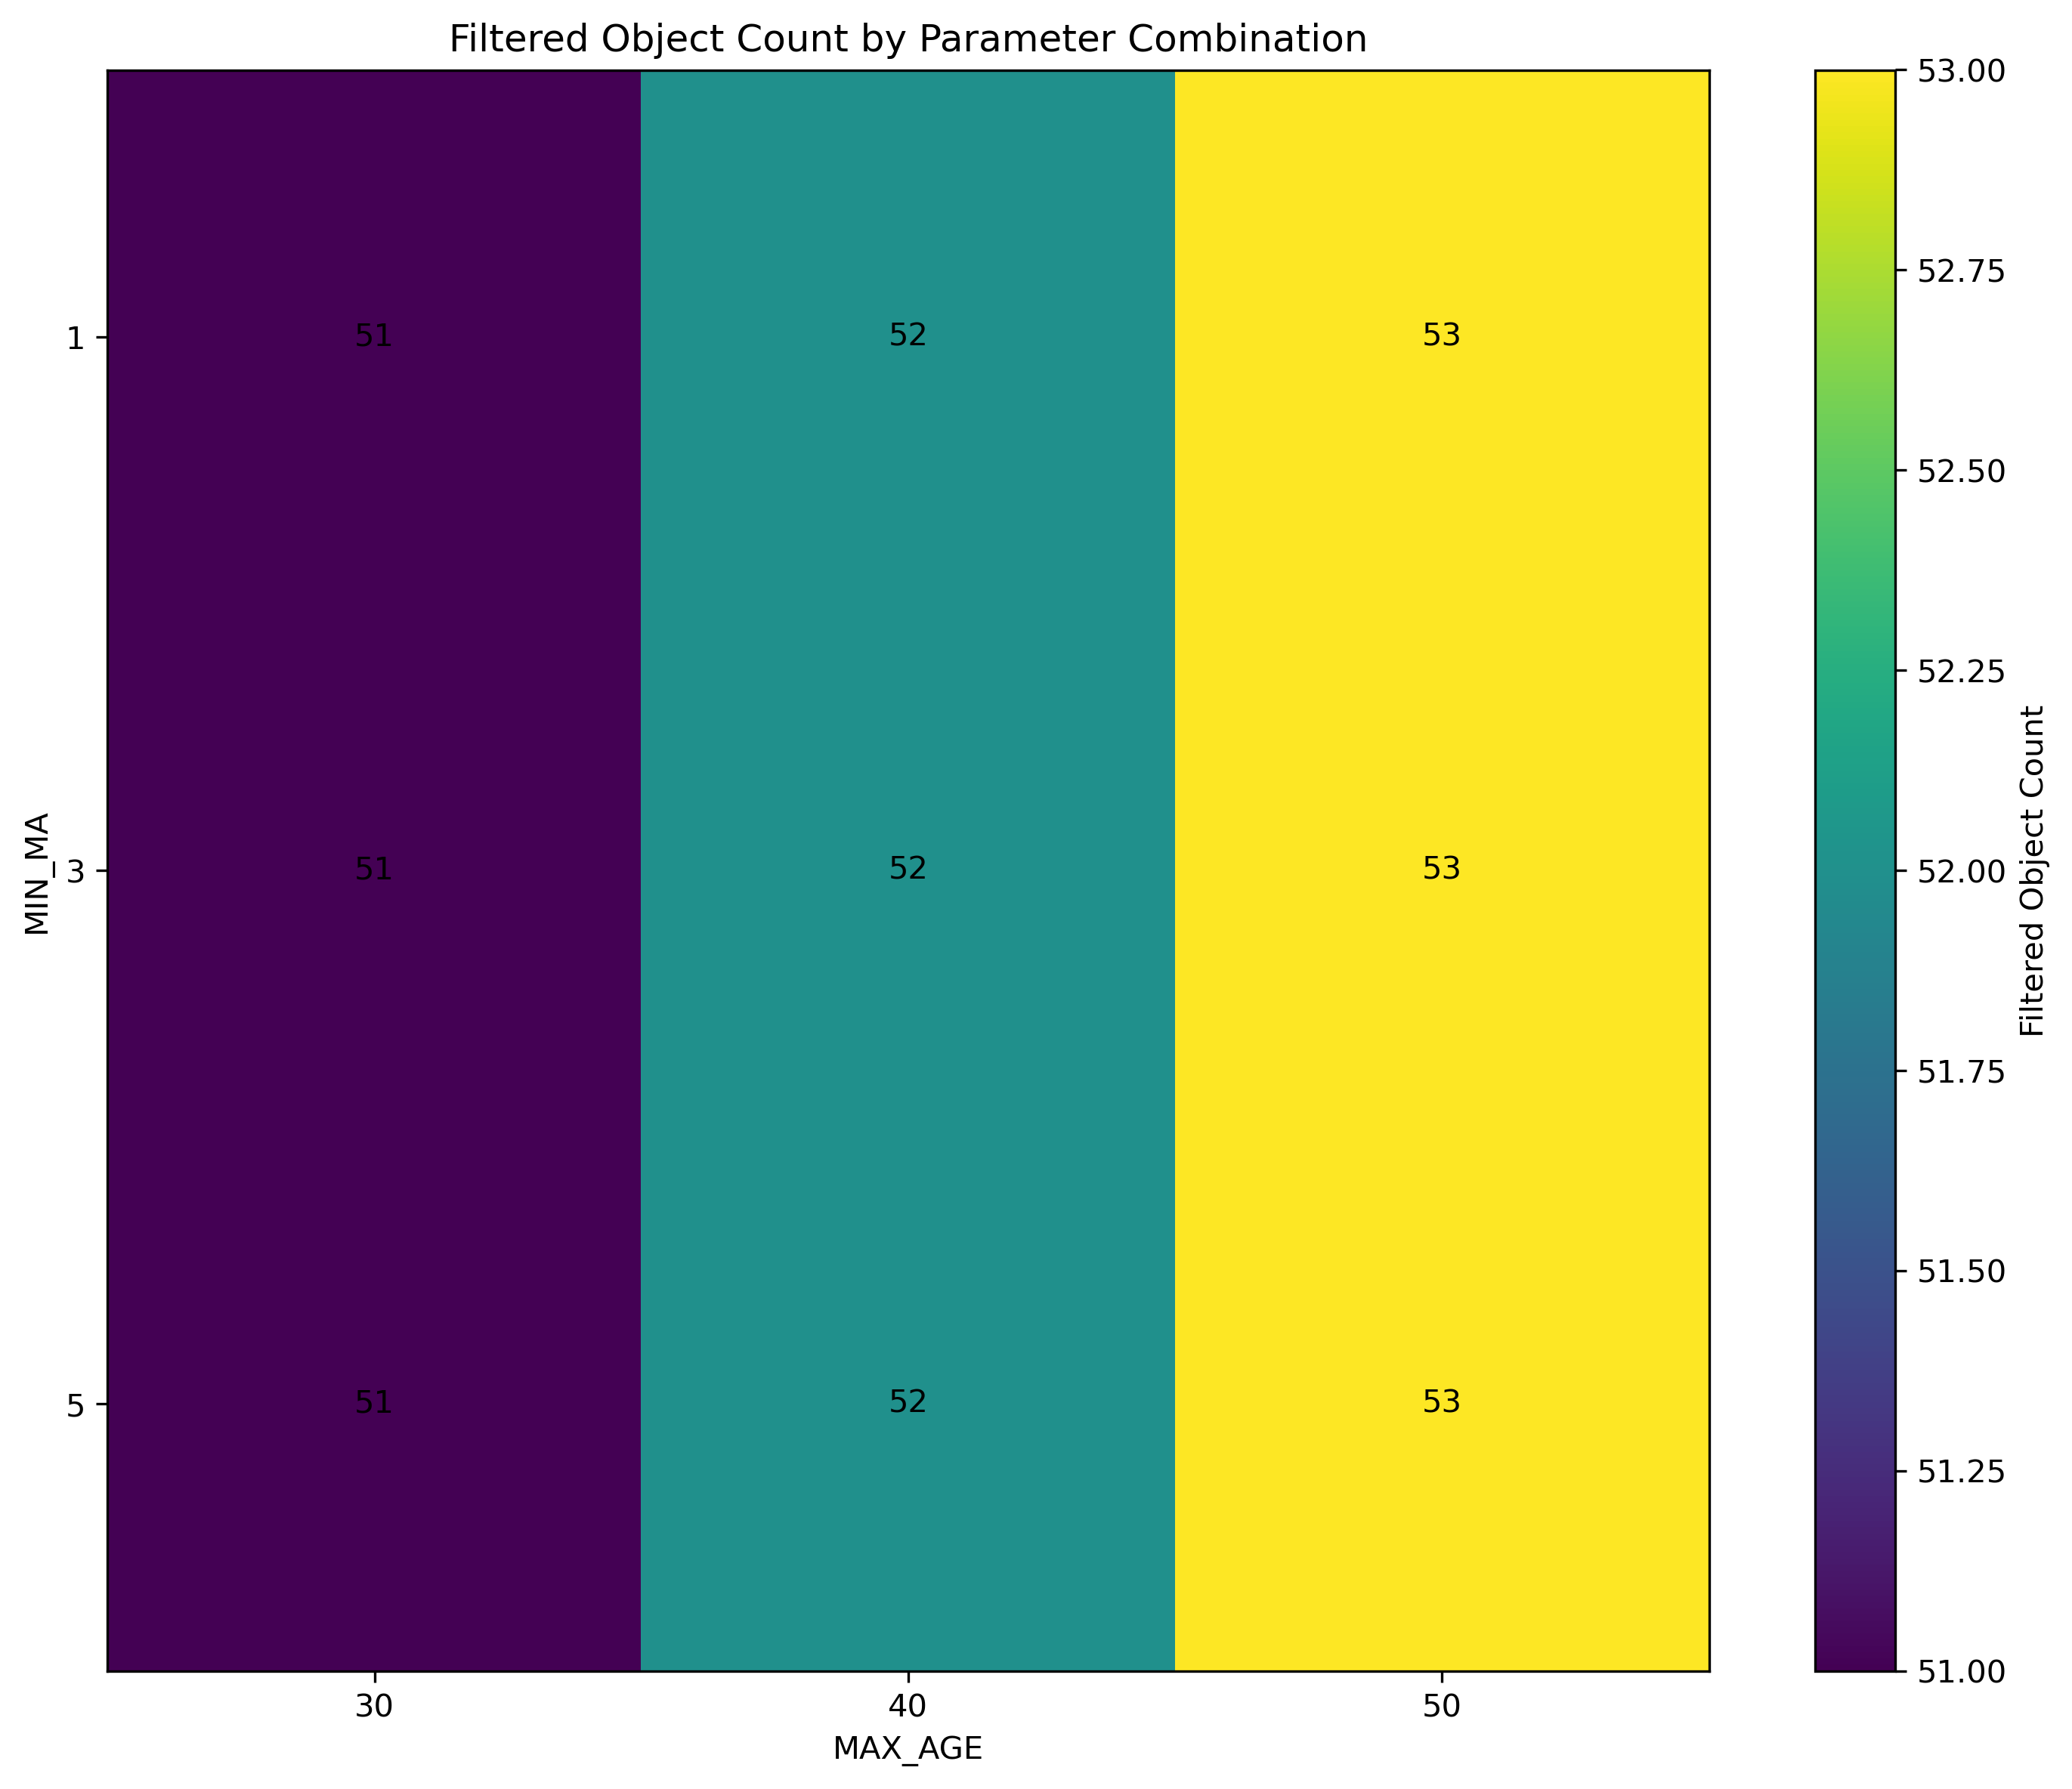 Filtered Object Count by Parameter Combination
53.00
52.75
1 51 52 53
52.50
52.25
MIN_MA
3 51 52 53
52.00
Filtered Object Count
51.75
51.50
5 51 52 53
51.25
51.00
30 40 50
MAX_AGE